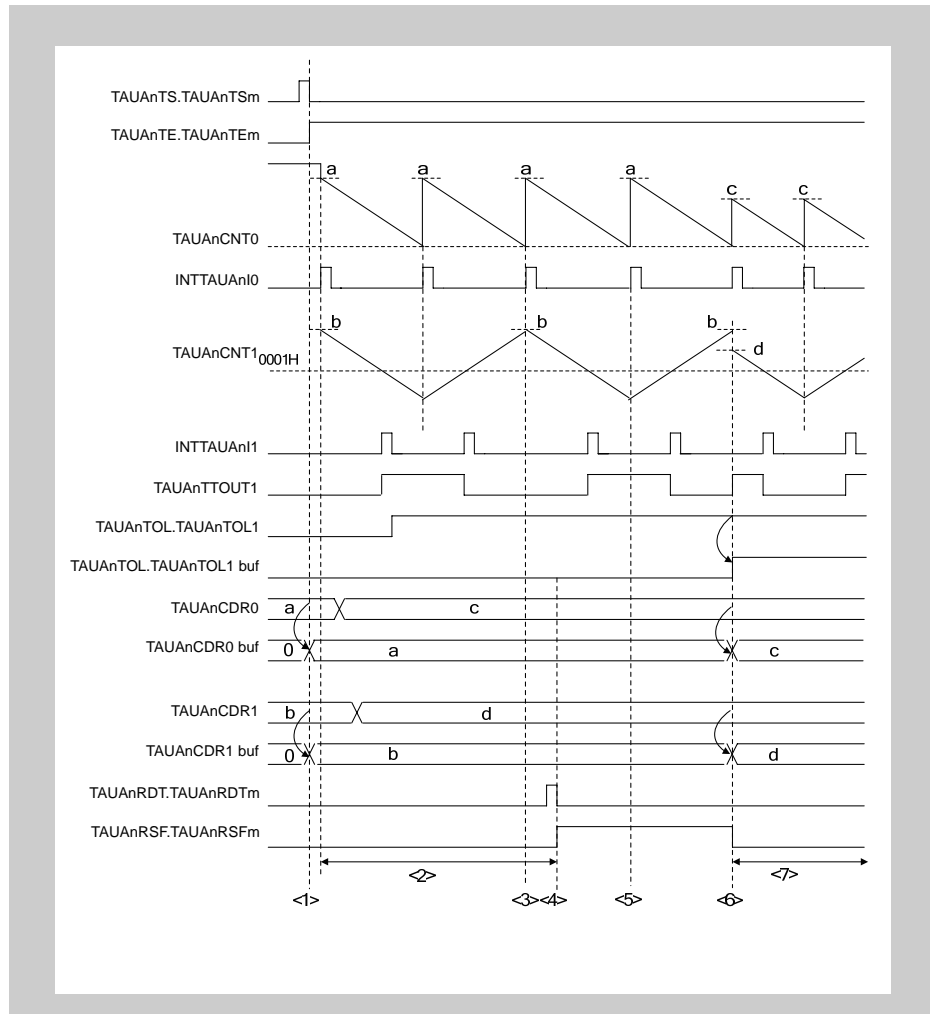 TAUAnTS.TAUAnTSm
TAUAnTE.TAUAnTEm
a a a a
c c
TAUAnCNT0
INTTAUAnI0
b b b
d
TAUAnCNT1
0001H
INTTAUAnI1
TAUAnTTOUT1
TAUAnTOL.TAUAnTOL1
TAUAnTOL.TAUAnTOL1 buf
TAUAnCDR0 a c
TAUAnCDR0 buf 0 a c
TAUAnCDR1 b d
TAUAnCDR1 buf 0 b d
TAUAnRDT.TAUAnRDTm
TAUAnRSF.TAUAnRSFm
<2> <7>
<1> <3><4> <5> <6>